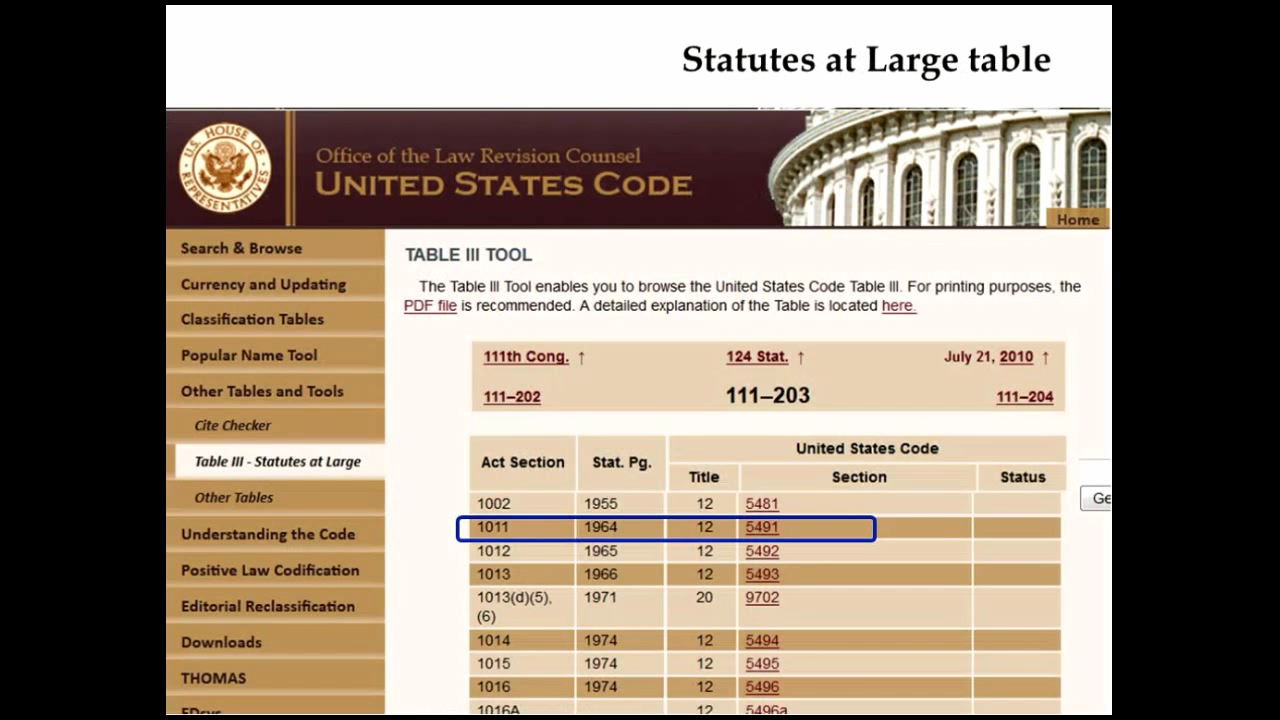 Statutes at Large table
U.S. HOUSE OF REPRESENTATIVES
Office of the Law Revision Counsel
UNITED STATES CODE
Home
Search & Browse
Currency and Updating
Classification Tables
Popular Name Tool
Other Tables and Tools
Cite Checker
Table III - Statutes at Large
Other Tables
Understanding the Code
Positive Law Codification
Editorial Reclassification
Downloads
THOMAS
FDsys
TABLE III TOOL
The Table III Tool enables you to browse the United States Code Table III. For printing purposes, the
PDF file is recommended. A detailed explanation of the Table is located here.
111th Cong. ↑ 124 Stat. ↑ July 21, 2010 ↑
111–202 111–203 111–204
United States Code
Act Section Stat. Pg. Title Section Status
1002 1955 12 5481
1011 1964 12 5491
1012 1965 12 5492
1013 1966 12 5493
1013(d)(5), 1971 20 9702
(6)
1014 1974 12 5494
1015 1974 12 5495
1016 1974 12 5496
1016A 12 5496a
Ge